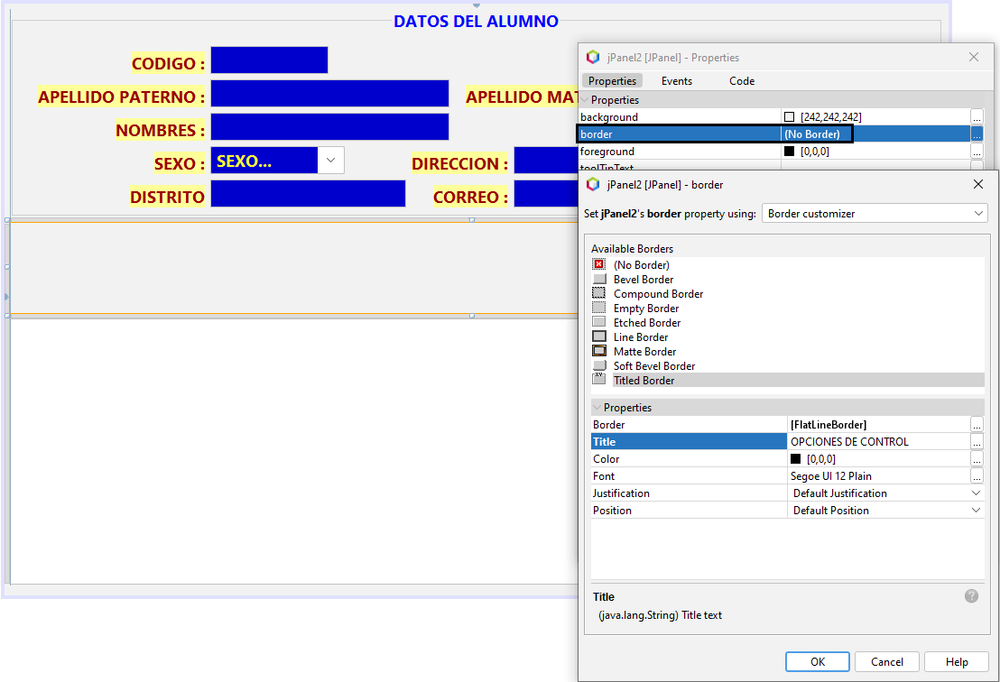 DATOS DEL ALUMNO
CODIGO :
APELLIDO PATERNO :
APELLIDO MA
NOMBRES :
SEXO :
SEXO...
DIRECCION :
DISTRITO
CORREO :
jPanel2 [JPanel] - Properties
Properties
Events
Code
Properties
background
[242,242,242]
...
border
(No Border)
...
foreground
[0,0,0]
...
toolTipText
jPanel2 [JPanel] - border
Set jPanel2's border property using:
Border customizer
Available Borders
(No Border)
Bevel Border
Compound Border
Empty Border
Etched Border
Line Border
Matte Border
Soft Bevel Border
Titled Border
Properties
Border
[FlatLineBorder]
...
Title
OPCIONES DE CONTROL
...
Color
[0,0,0]
...
Font
Segoe UI 12 Plain
...
Justification
Default Justification
Position
Default Position
Title
?
(java.lang.String) Title text
OK
Cancel
Help